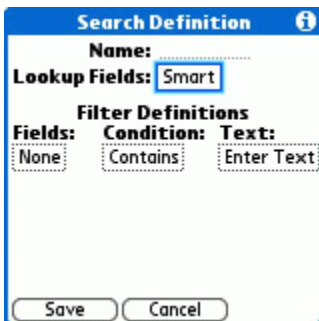 Search Definition
Name:
Lookup Fields: Smart
Filter Definitions
Fields: Condition: Text:
None Contains Enter Text
Save Cancel